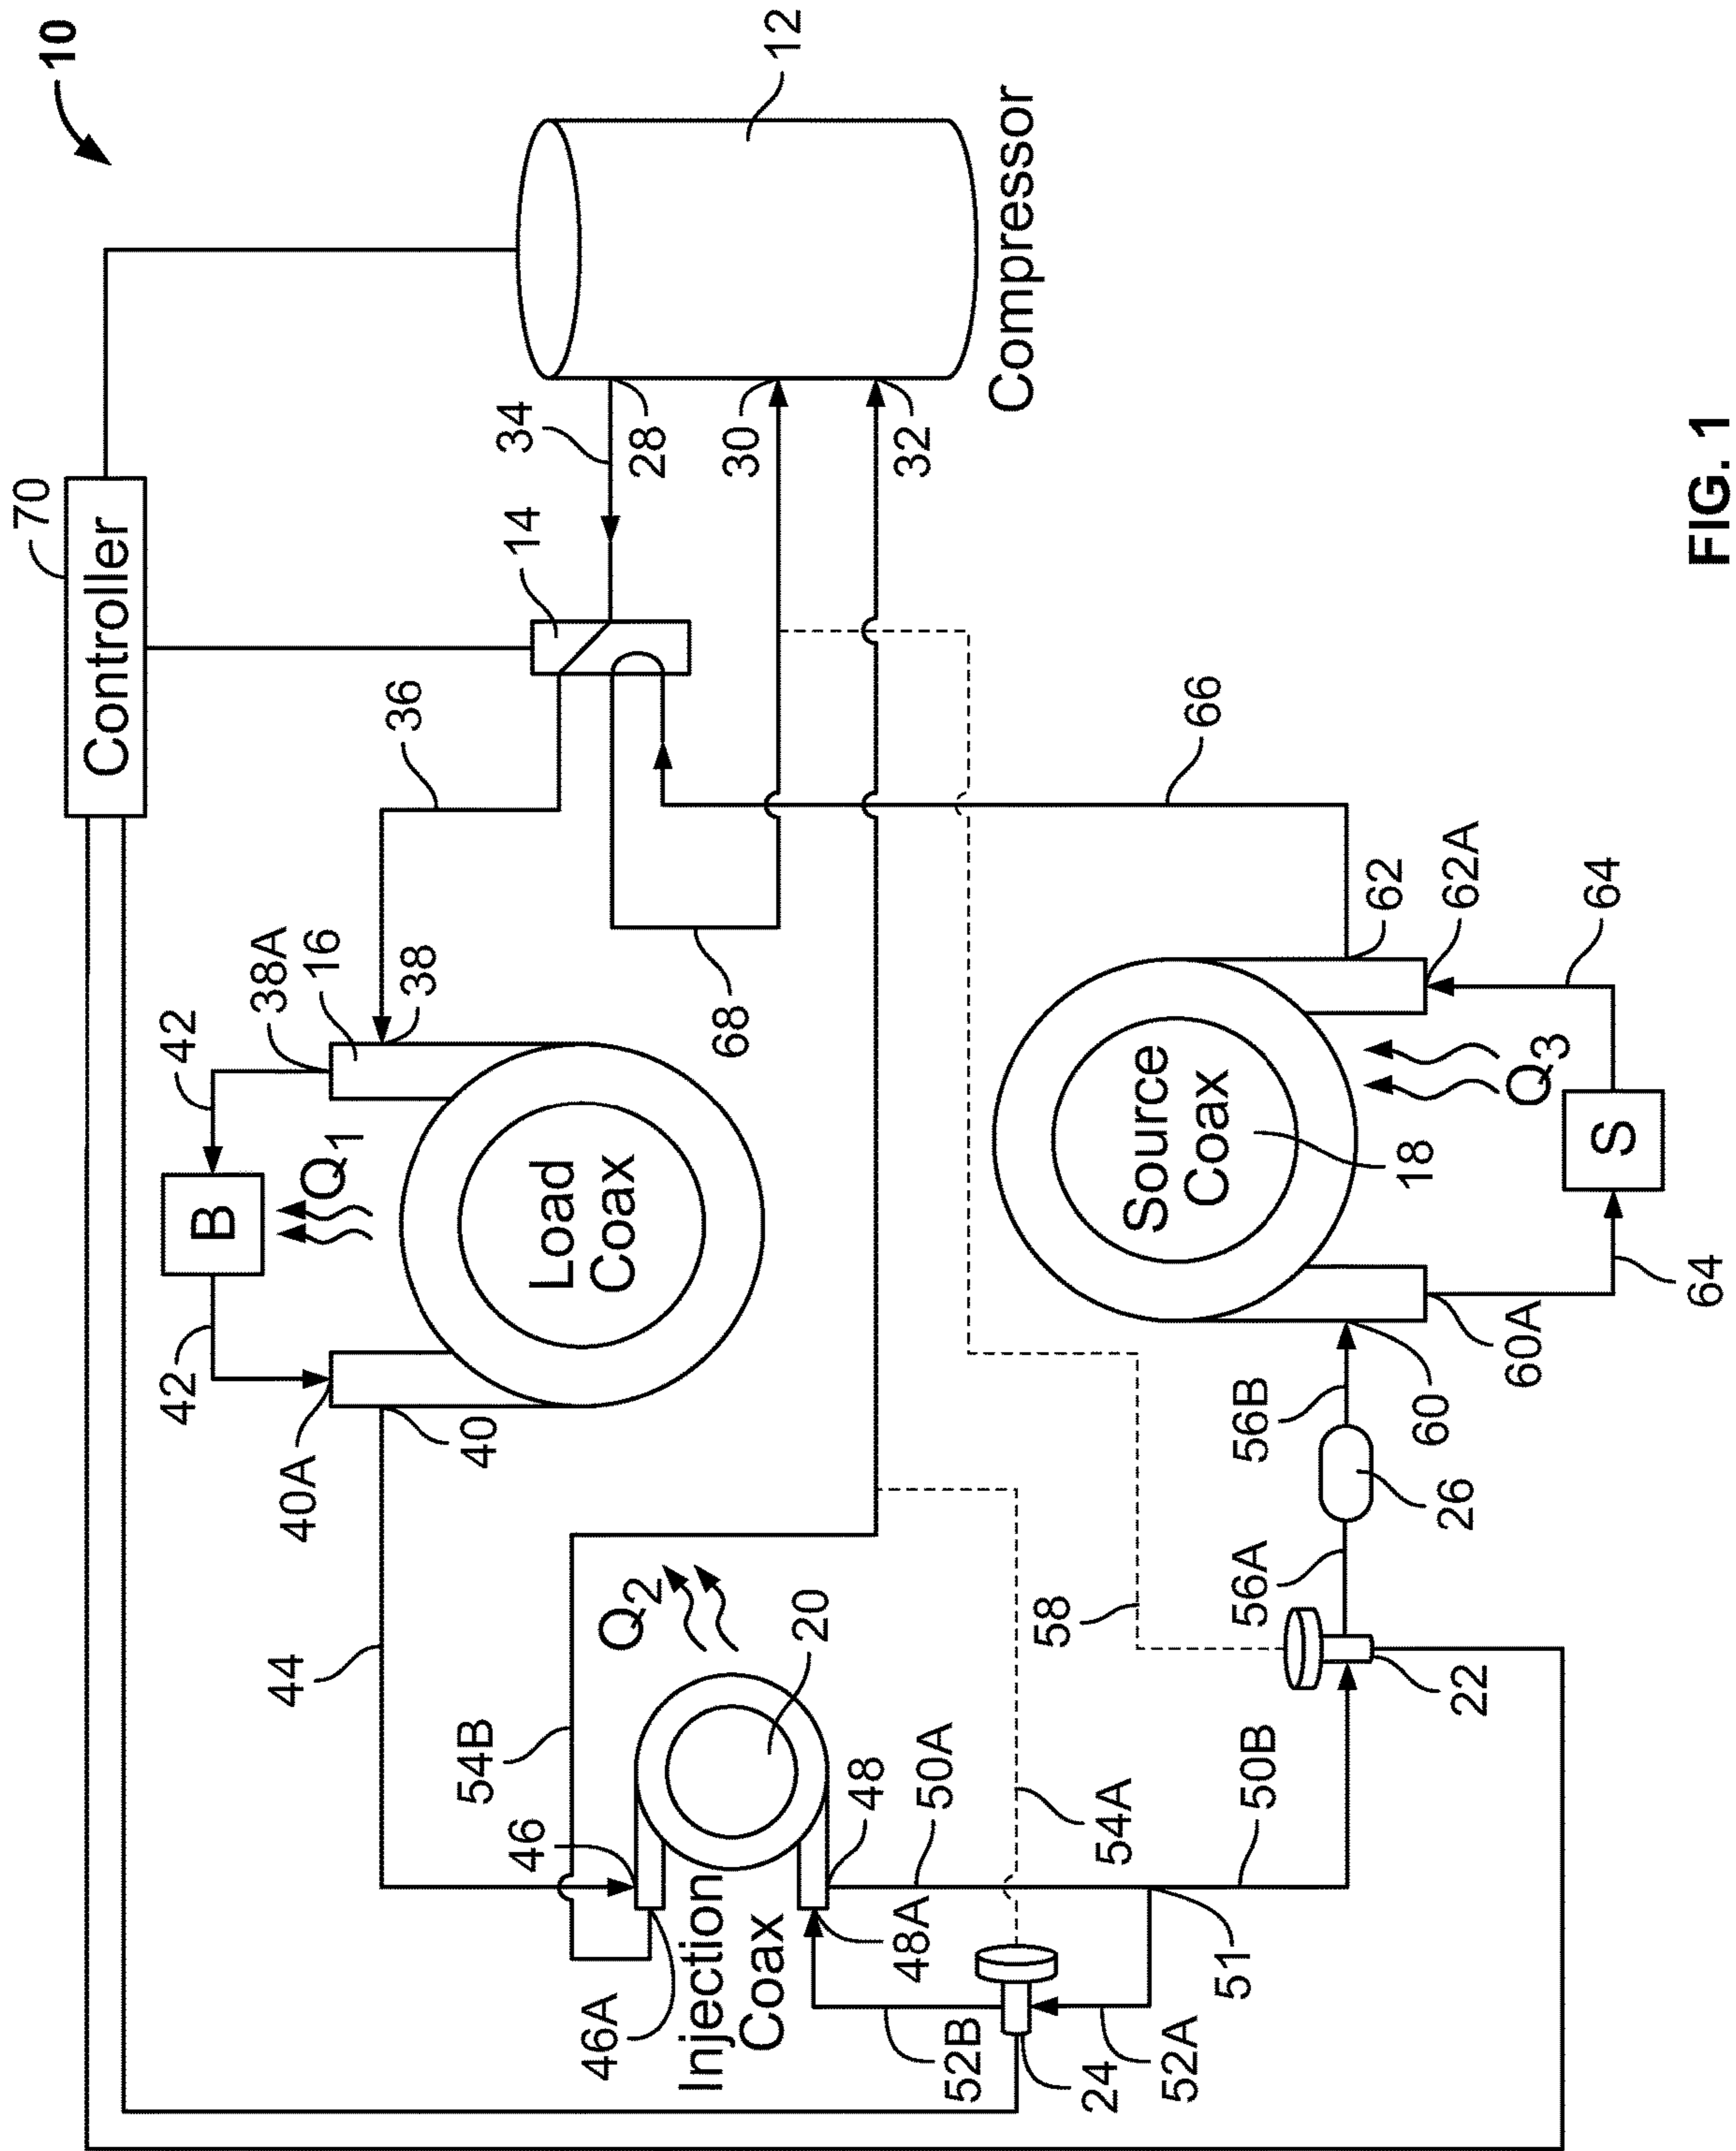 10
70
Controller
12
Compressor
34
28
30
32
14
36
38A
16
38
42
B
42
Q1
Load
Coax
40A
40
44
68
66
62
62A
64
Q3
S
64
Source
Coax
18
60A
60
56B
26
56A
22
58
Q2
20
54B
46
46A
Injection
Coax
48
48A
50A
54A
50B
51
52B
24
52A
FIG. 1